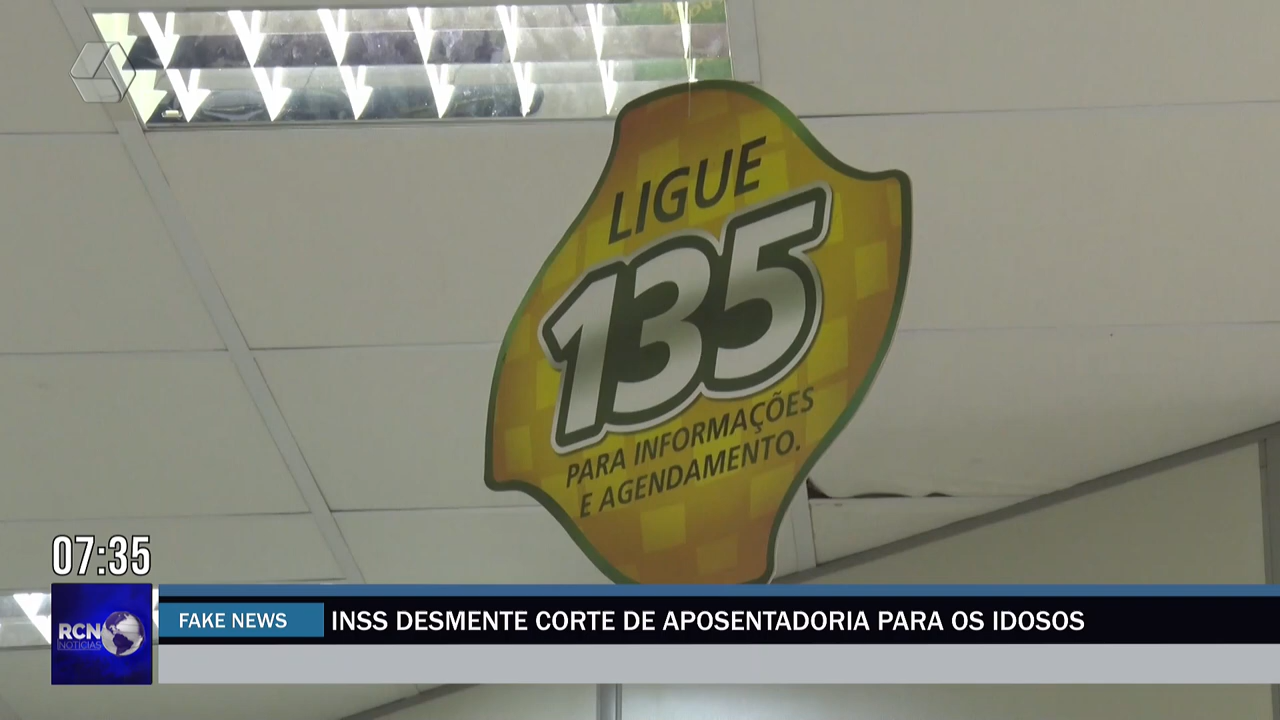 LIGUE
135
PARA INFORMAÇÕES
E AGENDAMENTO.
07:35
RCN
NOTÍCIAS
FAKE NEWS
INSS DESMENTE CORTE DE APOSENTADORIA PARA OS IDOSOS